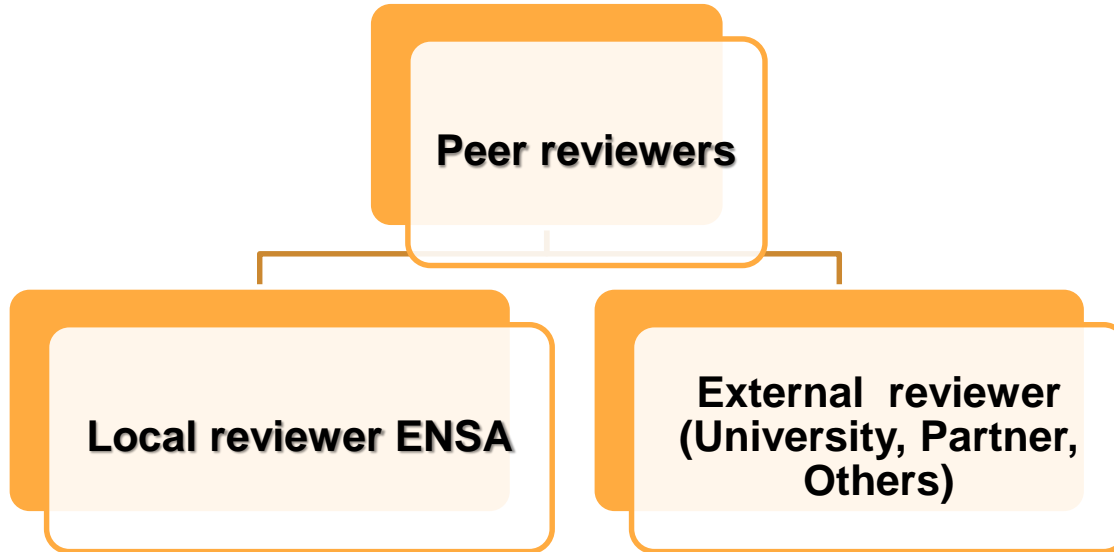 Peer reviewers
Local reviewer ENSA
External reviewer
(University, Partner,
Others)